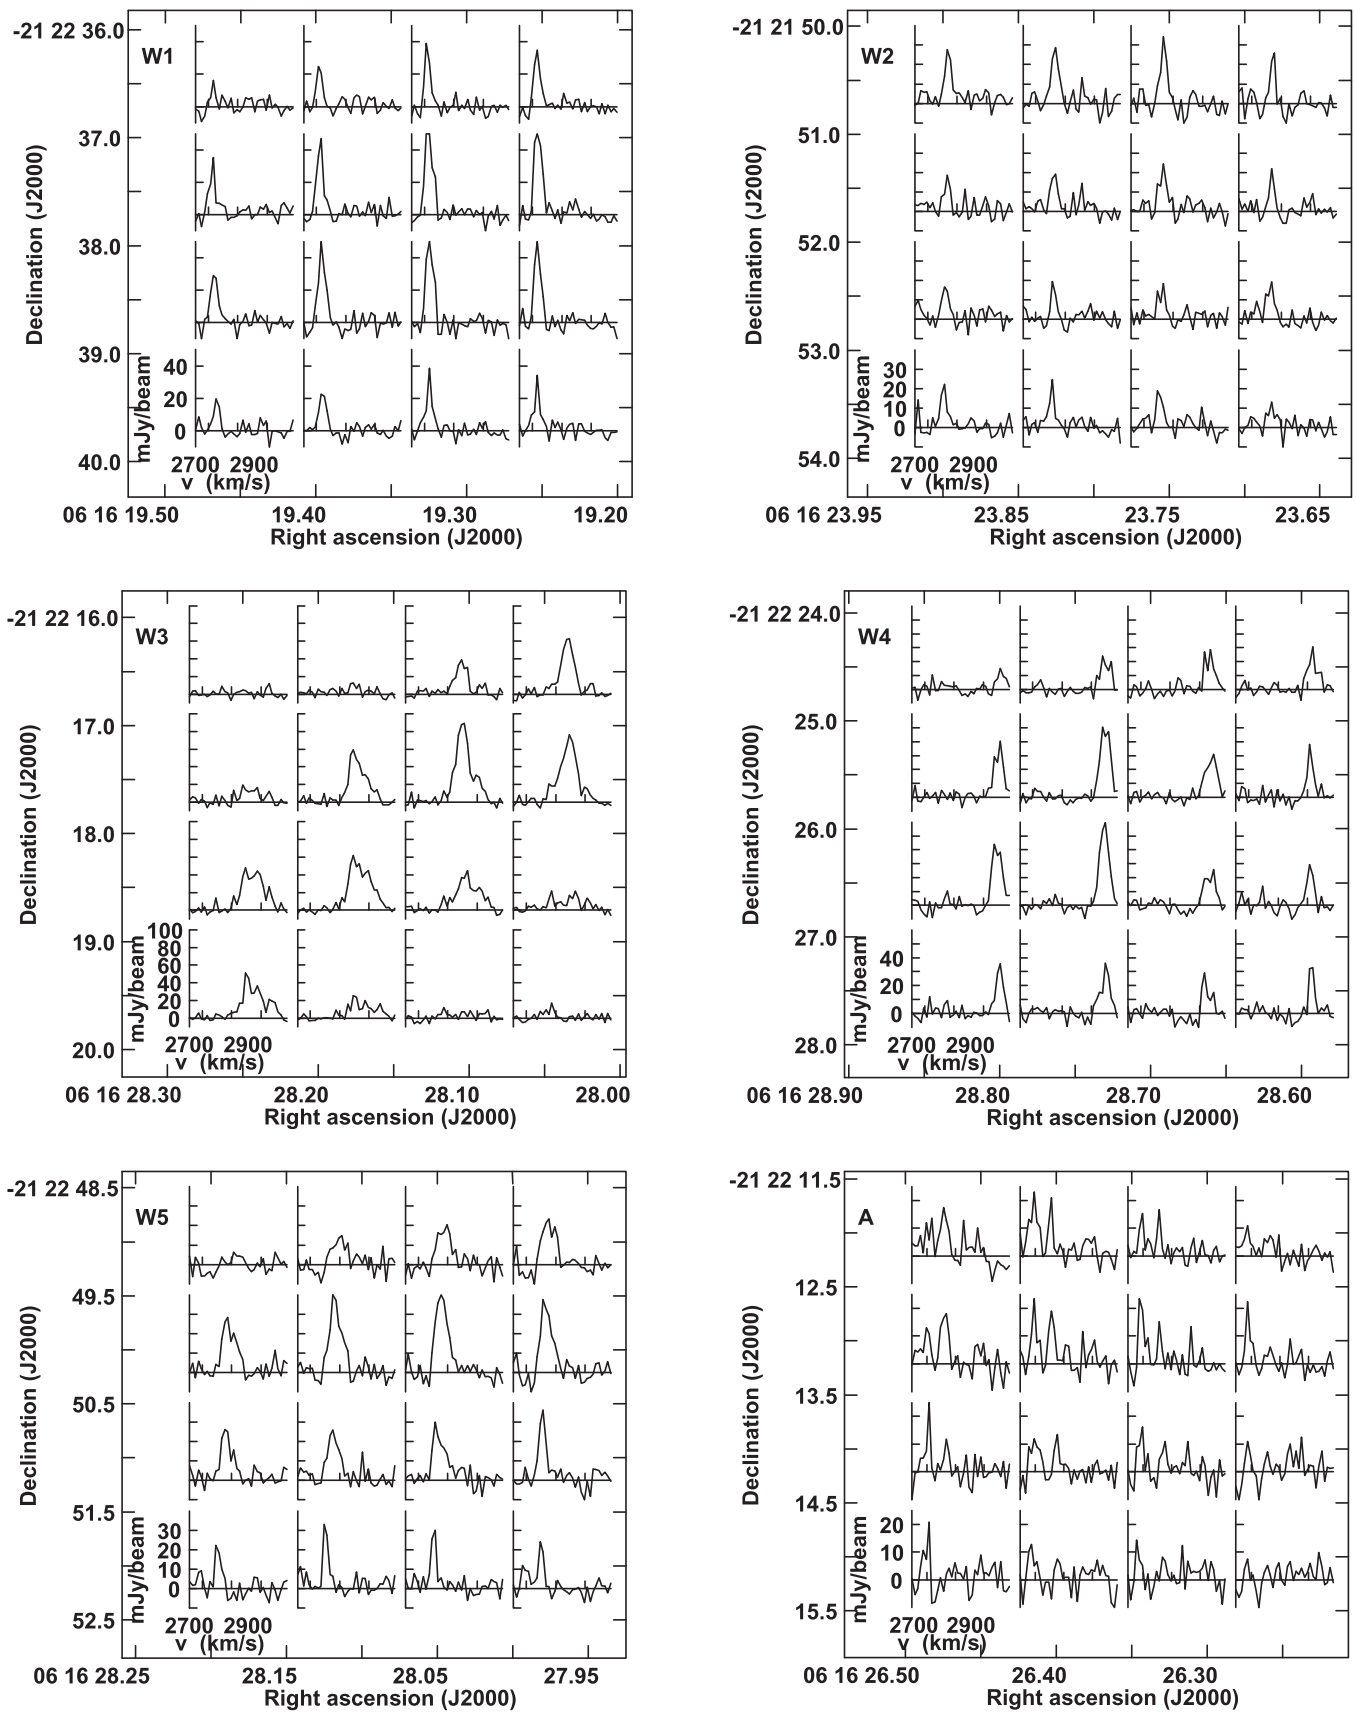 W1
-21 22 36.0
37.0
38.0
39.0
40.0
Declination (J2000)
mJy/beam
40
20
0
2700 2900
v (km/s)
06 16 19.50 19.40 19.30 19.20
Right ascension (J2000)
W2
-21 21 50.0
51.0
52.0
53.0
54.0
Declination (J2000)
mJy/beam
30
20
10
0
2700 2900
v (km/s)
06 16 23.95 23.85 23.75 23.65
Right ascension (J2000)
W3
-21 22 16.0
17.0
18.0
19.0
20.0
Declination (J2000)
mJy/beam
100
80
60
40
20
0
2700 2900
v (km/s)
06 16 28.30 28.20 28.10 28.00
Right ascension (J2000)
W4
-21 22 24.0
25.0
26.0
27.0
28.0
Declination (J2000)
mJy/beam
40
20
0
2700 2900
v (km/s)
06 16 28.90 28.80 28.70 28.60
Right ascension (J2000)
W5
-21 22 48.5
49.5
50.5
51.5
52.5
Declination (J2000)
mJy/beam
30
20
10
0
2700 2900
v (km/s)
06 16 28.25 28.15 28.05 27.95
Right ascension (J2000)
A
-21 22 11.5
12.5
13.5
14.5
15.5
Declination (J2000)
mJy/beam
20
10
0
2700 2900
v (km/s)
06 16 26.50 26.40 26.30
Right ascension (J2000)